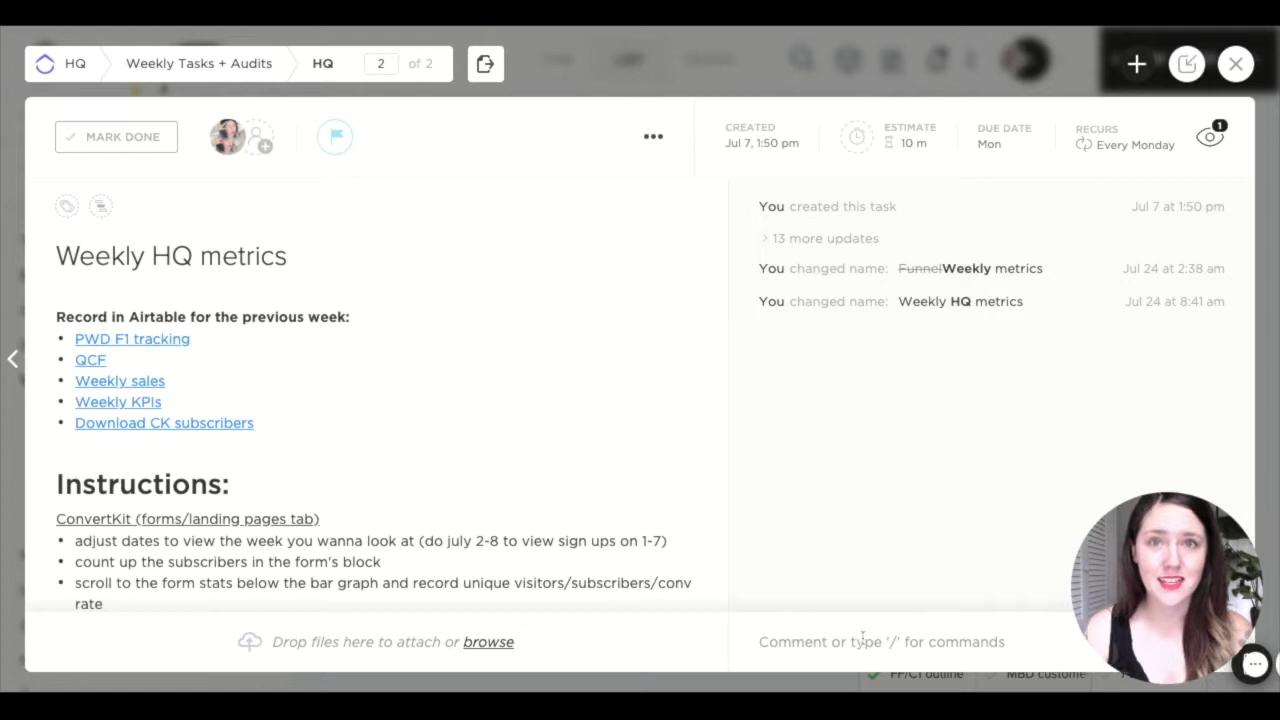 HQ
Weekly Tasks + Audits
HQ
2
of 2
MARK DONE
CREATED
Jul 7, 1:50 pm
ESTIMATE
10 m
DUE DATE
Mon
RECURS
Every Monday
1
Weekly HQ metrics
Record in Airtable for the previous week:
• PWD F1 tracking
• QCF
• Weekly sales
• Weekly KPIs
• Download CK subscribers
Instructions:
ConvertKit (forms/landing pages tab)
• adjust dates to view the week you wanna look at (do july 2-8 to view sign ups on 1-7)
• count up the subscribers in the form's block
• scroll to the form stats below the bar graph and record unique visitors/subscribers/conv
rate
Drop files here to attach or browse
You created this task Jul 7 at 1:50 pm
> 13 more updates
You changed name: FunnelWeekly metrics Jul 24 at 2:38 am
You changed name: Weekly HQ metrics Jul 24 at 8:41 am
Comment or type '/' for commands
FF/CI outline
MBD custome